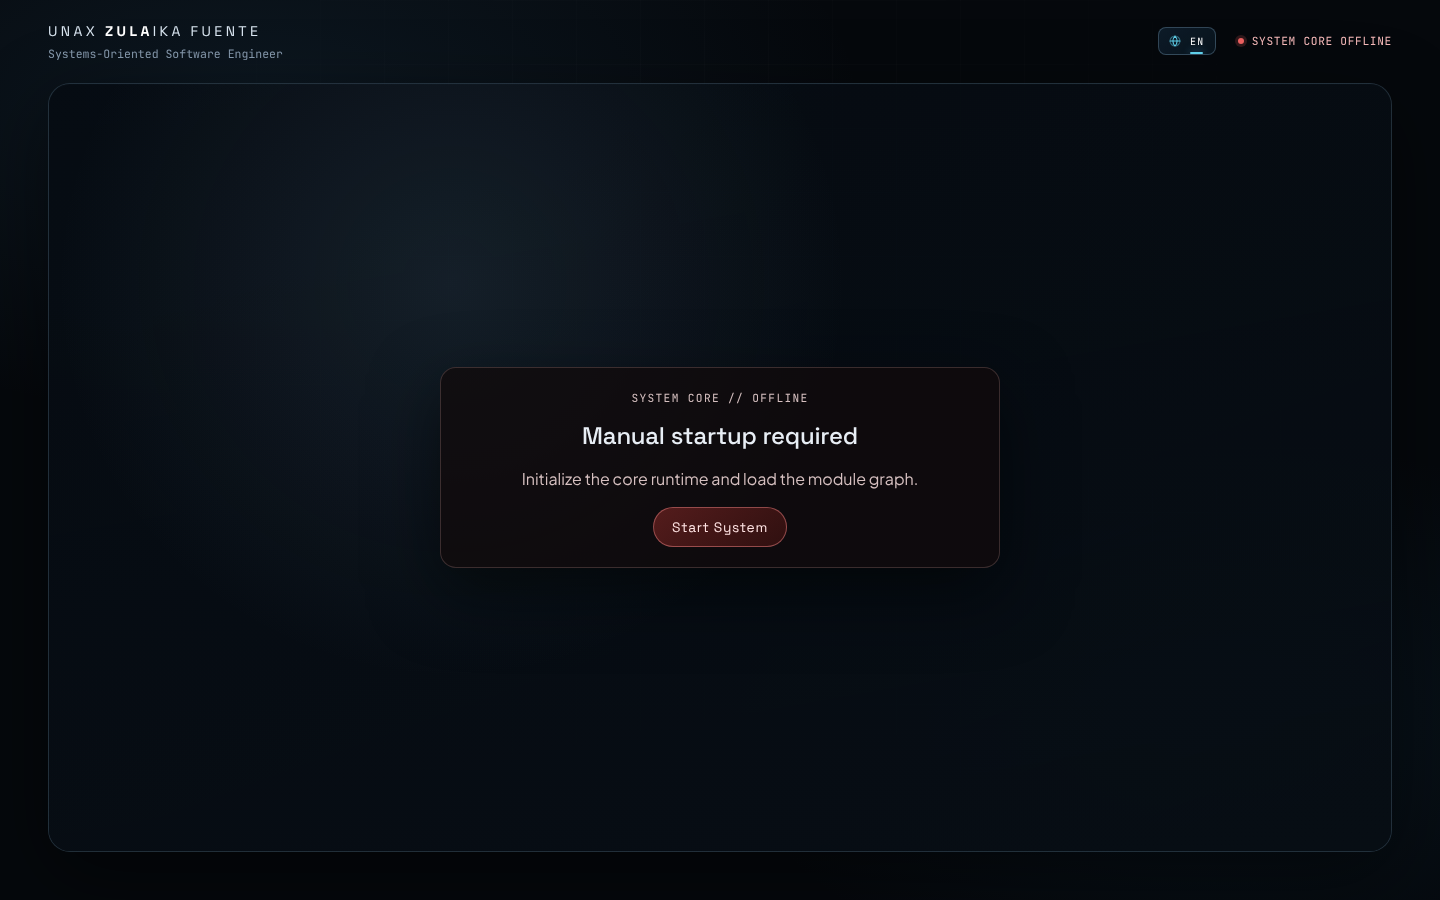 UNAX ZULAIKA FUENTE
Systems-Oriented Software Engineer
EN
SYSTEM CORE OFFLINE
SYSTEM CORE // OFFLINE
Manual startup required
Initialize the core runtime and load the module graph.
Start System